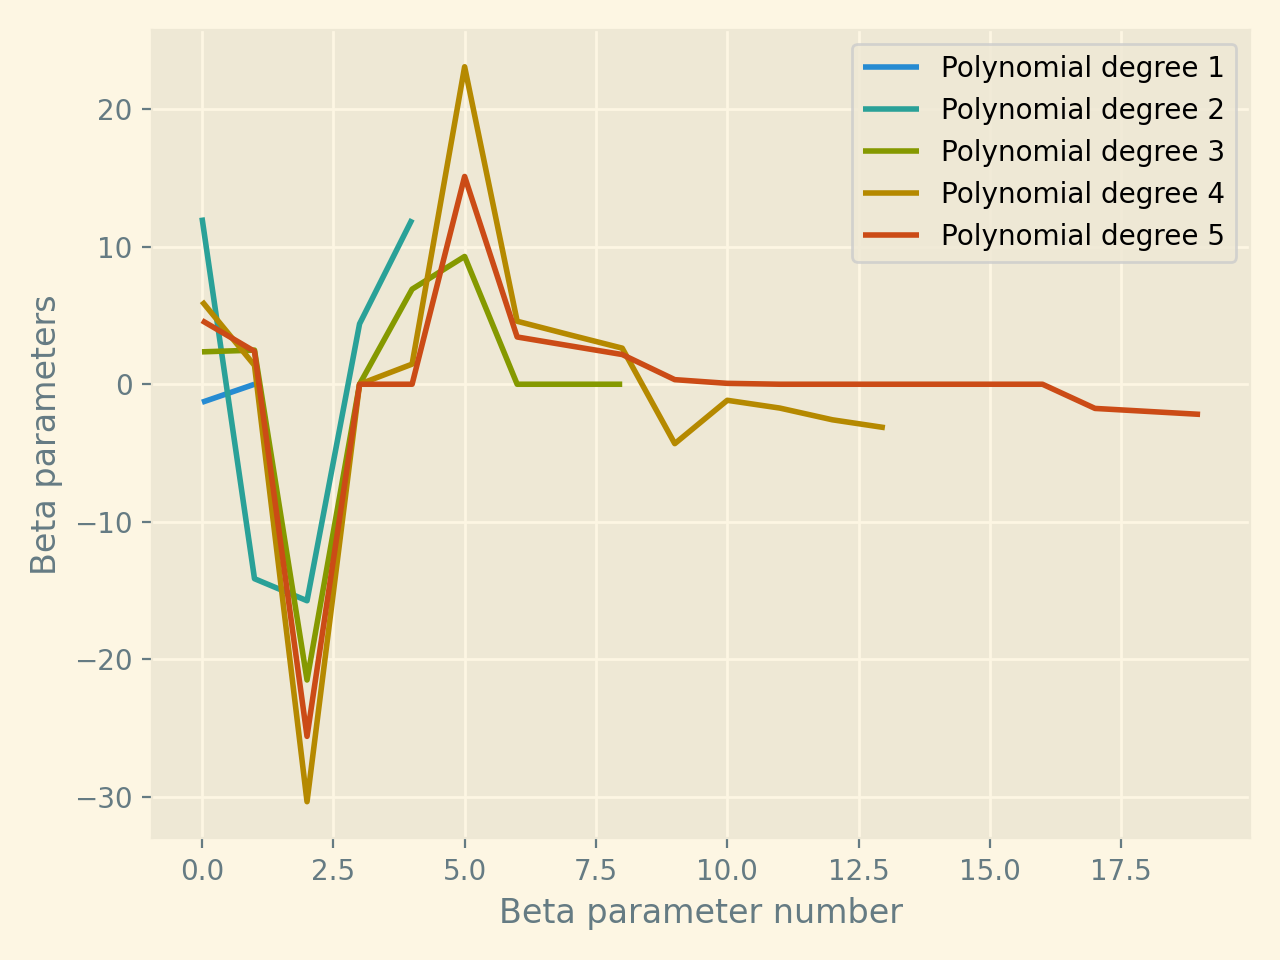 Polynomial degree 1
Polynomial degree 2
Polynomial degree 3
Polynomial degree 4
Polynomial degree 5
20
10
0
−10
−20
−30
Beta parameters
0.0 2.5 5.0 7.5 10.0 12.5 15.0 17.5
Beta parameter number